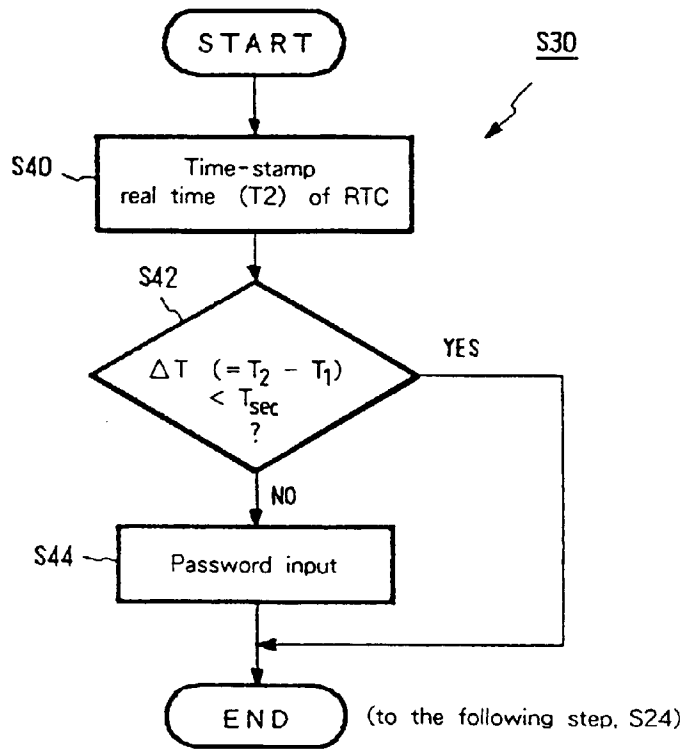 START
S30
S40
Time-stamp
real time (T2) of RTC
S42
ΔT (= T2 - T1)
< Tsec
?
YES
NO
S44
Password input
END
(to the following step, S24)